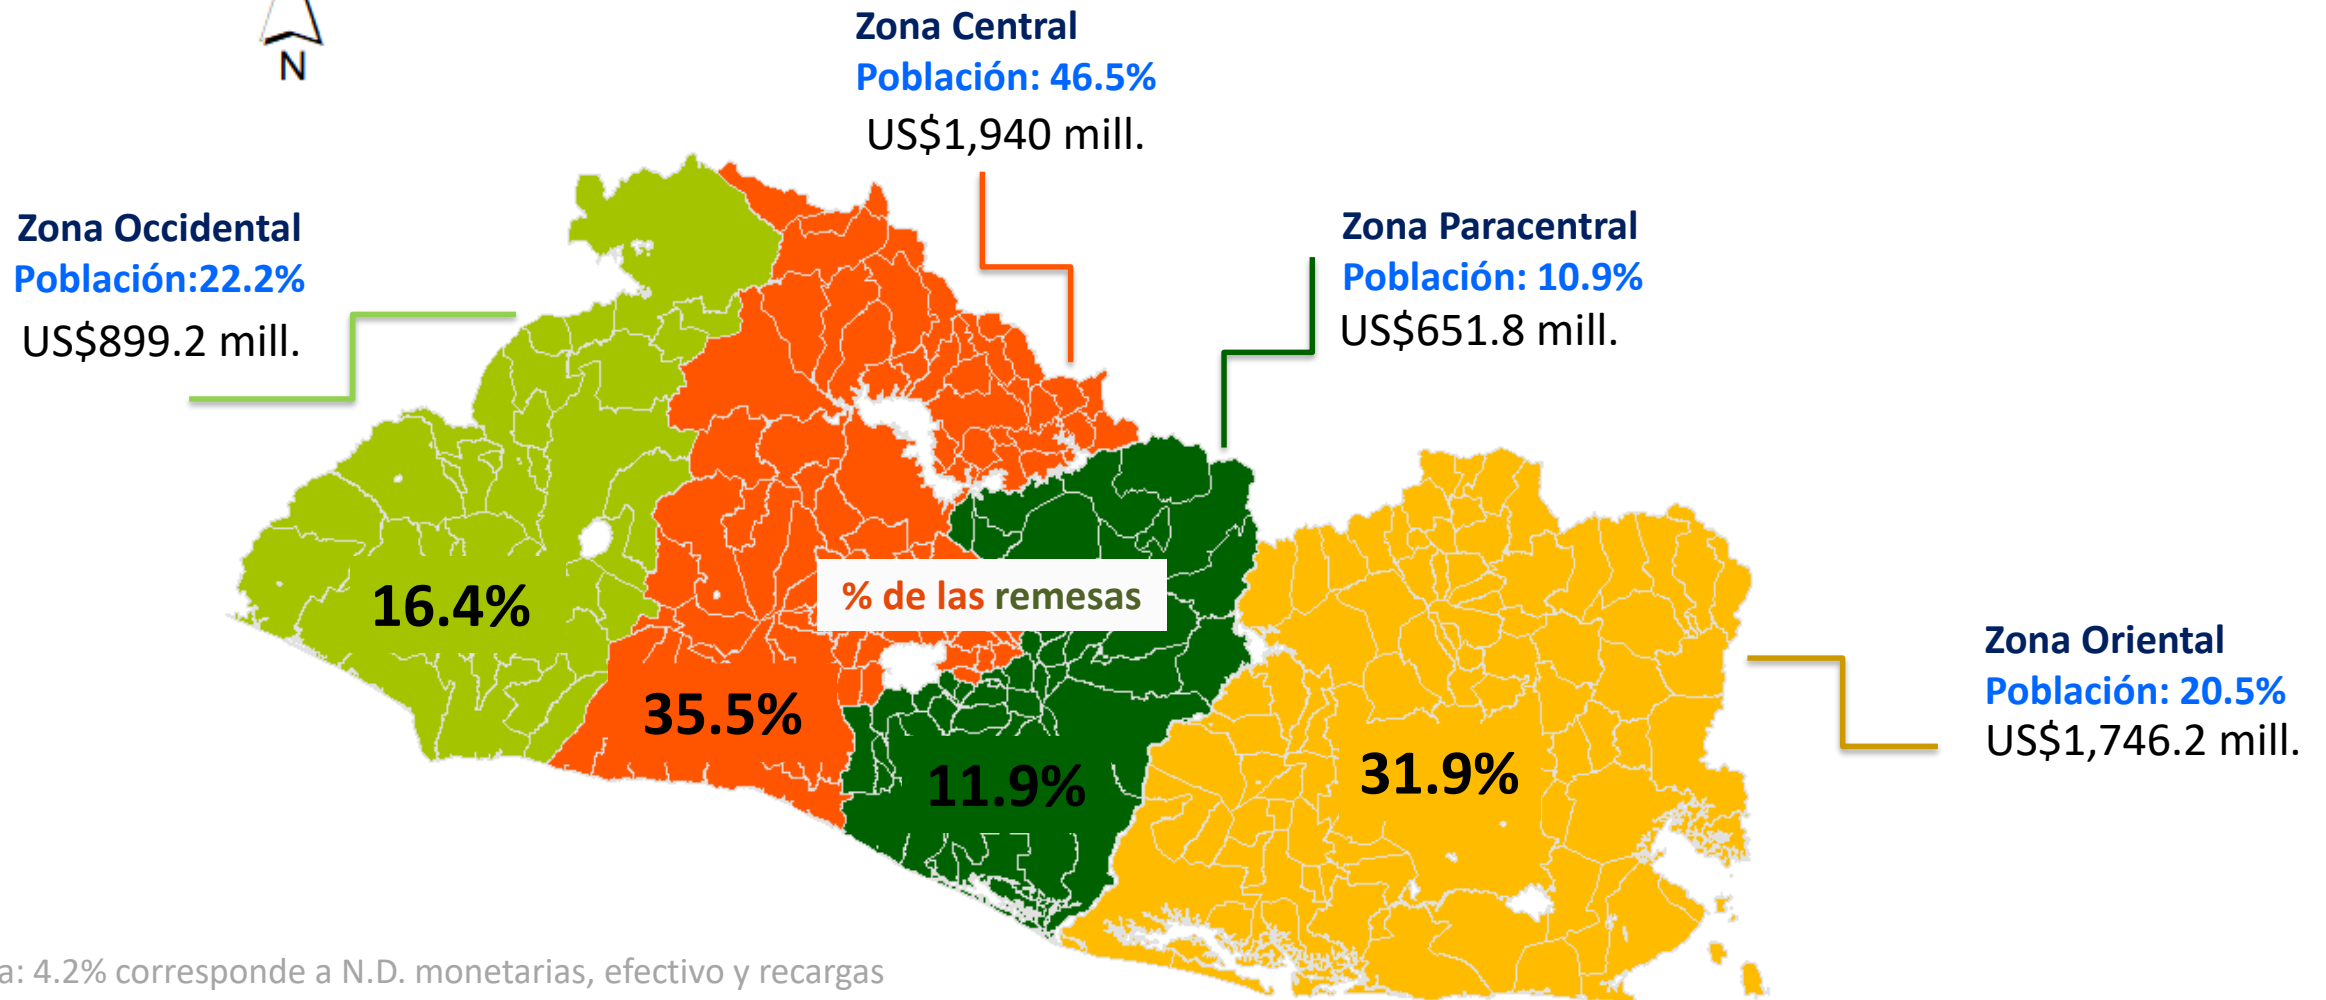 N
Zona Central
Población: 46.5%
US$1,940 mill.
Zona Occidental
Población:22.2%
US$899.2 mill.
Zona Paracentral
Población: 10.9%
US$651.8 mill.
% de las remesas
16.4%
35.5%
11.9%
31.9%
Zona Oriental
Población: 20.5%
US$1,746.2 mill.
a: 4.2% corresponde a N.D. monetarias, efectivo y recargas